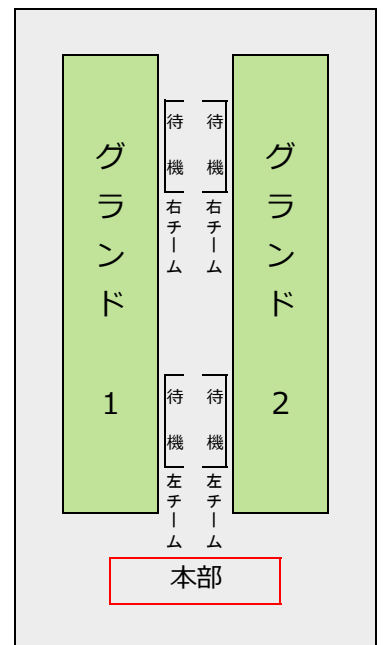 グランド 1
待機
右チーム
待機
右チーム
グランド 2
待機
左チーム
待機
左チーム
本部